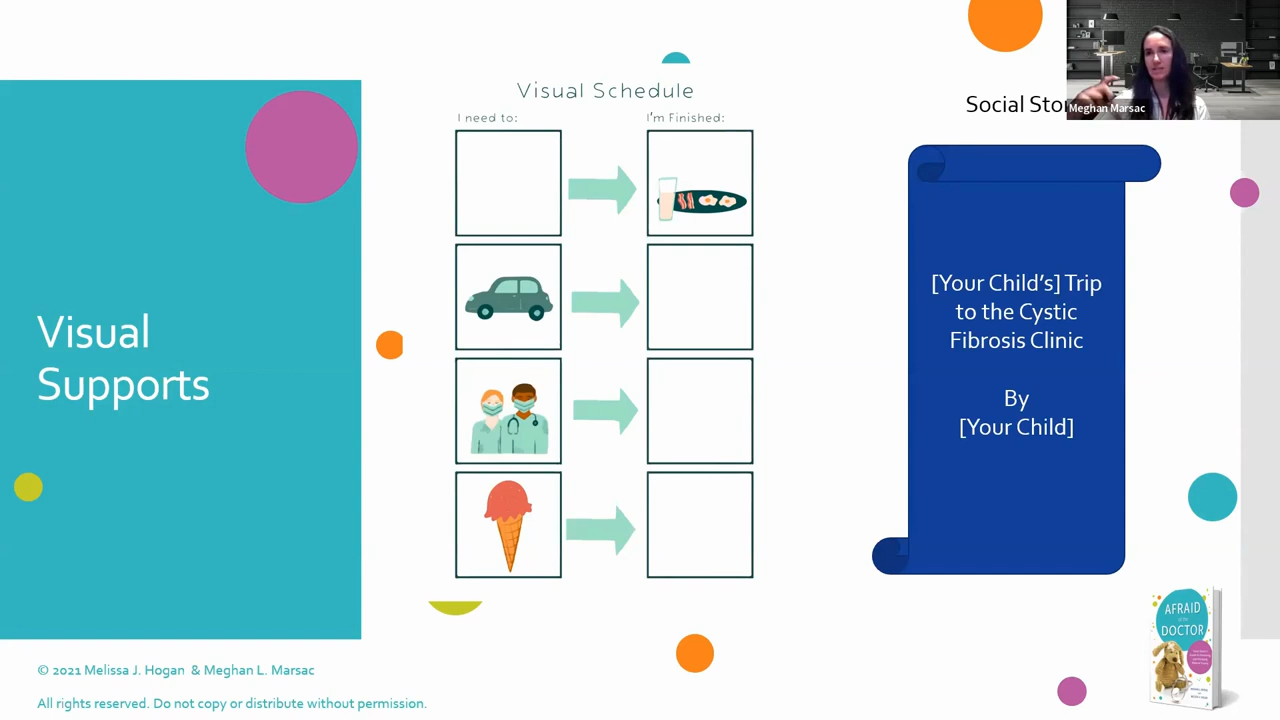 Visual
Supports
Visual Schedule
I need to:
I'm Finished:
Social
Meghan Marsac
[Your Child's] Trip
to the Cystic
Fibrosis Clinic
By
[Your Child]
AFRAID
of the
DOCTOR
© 2021 Melissa J. Hogan & Meghan L. Marsac
All rights reserved. Do not copy or distribute without permission.